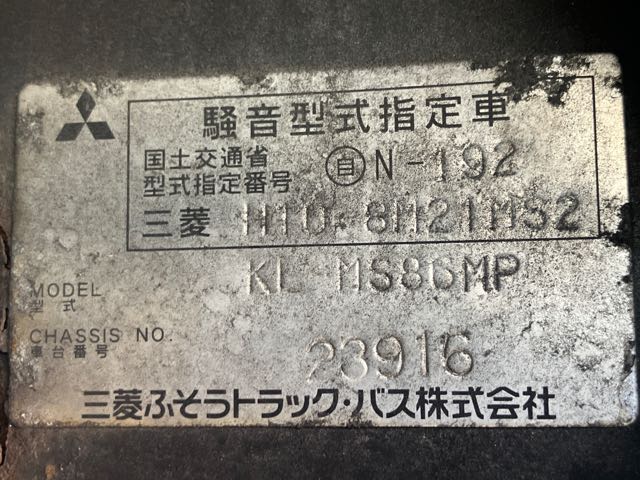 騒音型式指定車
国土交通省
型式指定番号 自N-192
三菱 HTU 8M21MS2
MODEL
型式 KL MS86MP
CHASSIS NO.
車台番号 23916
三菱ふそうトラック・バス株式会社